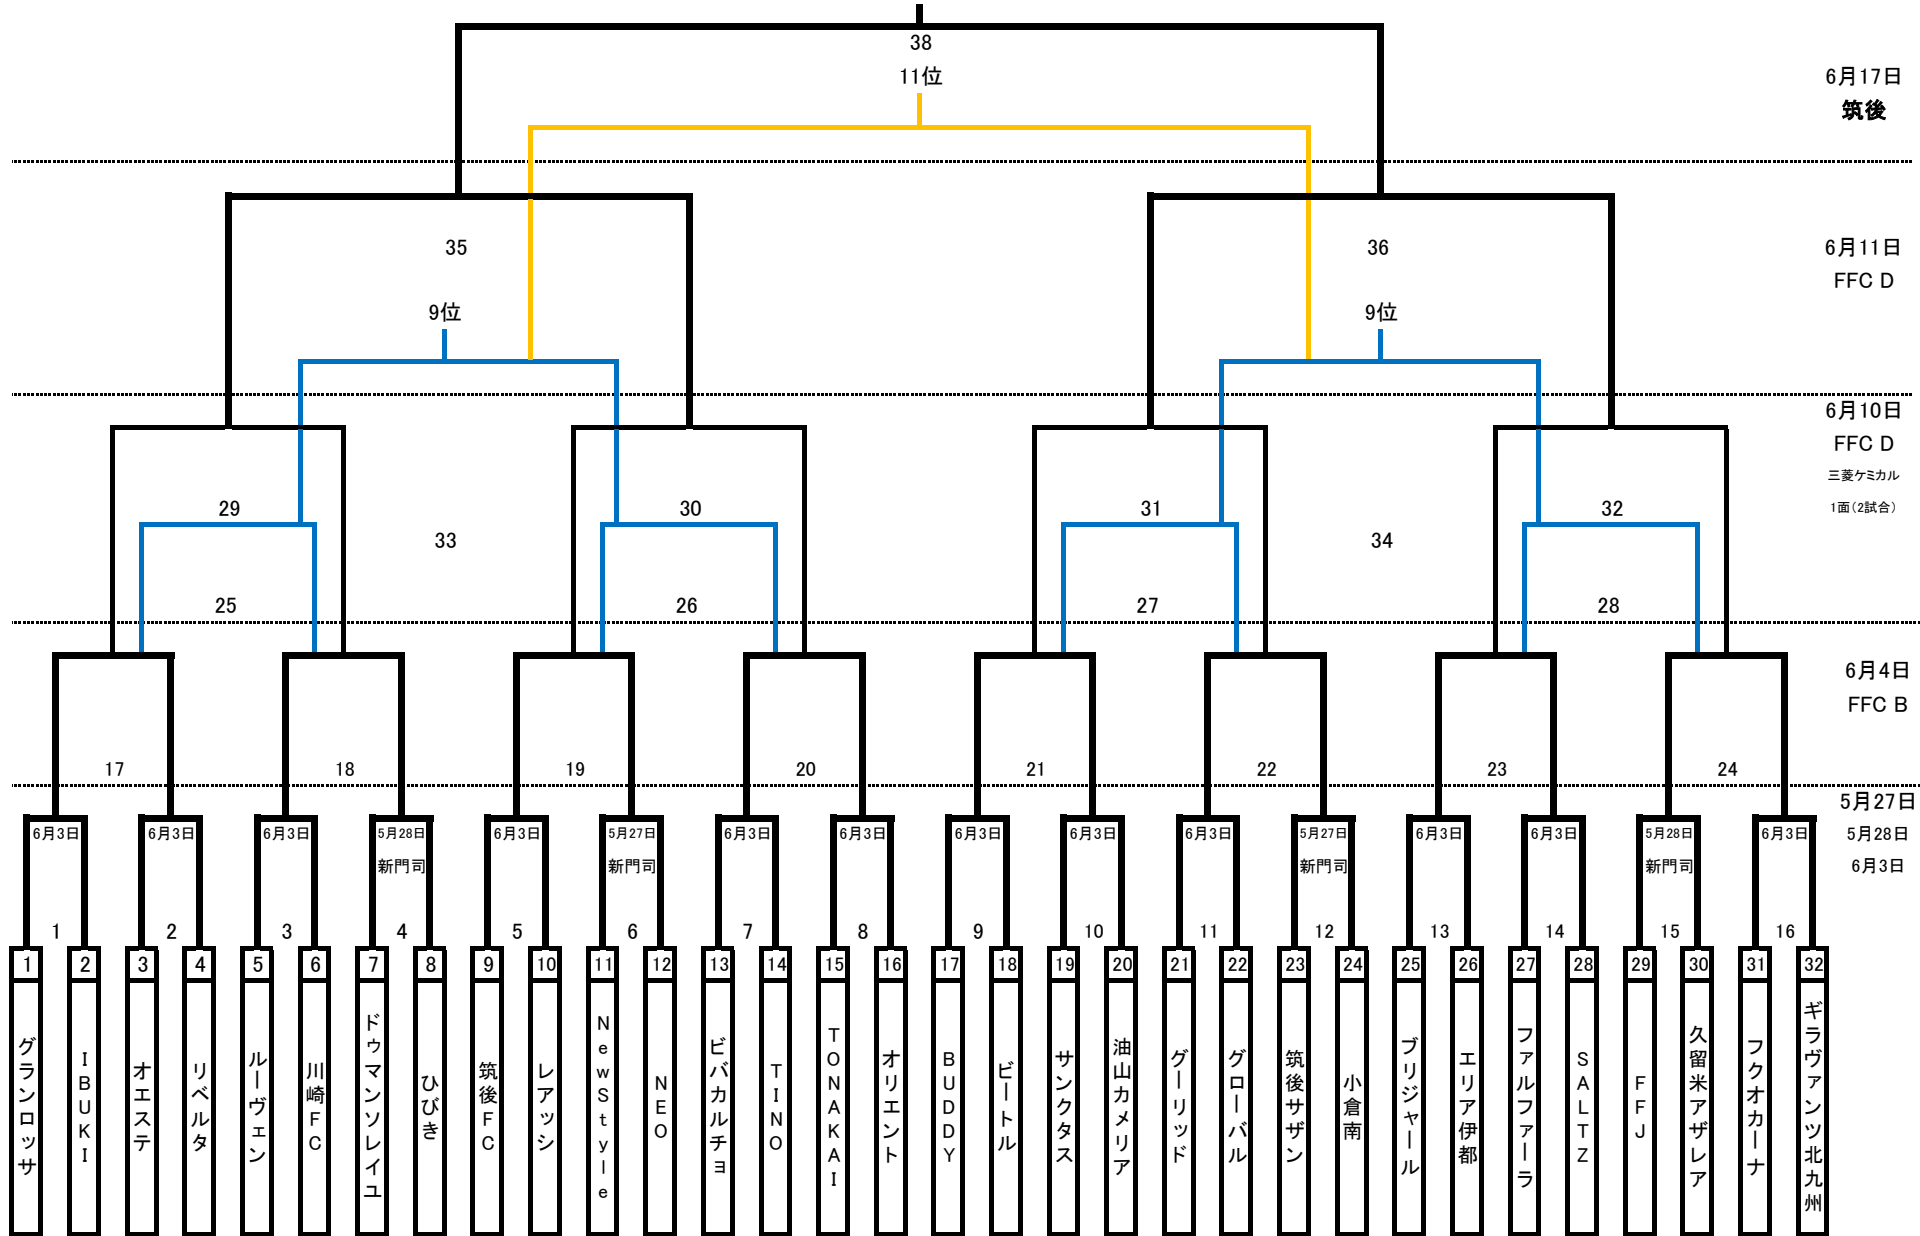 38
11位
6月17日
筑後
35
36
6月11日
FFC D
9位
9位
6月10日
FFC D
三菱ケミカル
1面(2試合)
29
30
31
32
33
34
25
26
27
28
6月4日
FFC B
17
18
19
20
21
22
23
24
5月27日
5月28日
6月3日
6月3日
6月3日
6月3日
5月28日
新門司
6月3日
5月27日
新門司
6月3日
6月3日
6月3日
6月3日
6月3日
5月27日
新門司
6月3日
6月3日
5月28日
新門司
6月3日
1
2
3
4
5
6
7
8
9
10
11
12
13
14
15
16
1
グランロッサ
2
IBUKI
3
オエステ
4
リベルタ
5
ルーヴェン
6
川崎FC
7
ドゥマンソレイユ
8
ひびき
9
筑後FC
10
レアッシ
11
NewStyle
12
NEO
13
ビバカルチョ
14
TINO
15
TONAKAI
16
オリエント
17
BUDDY
18
ビートル
19
サンクタス
20
油山カメリア
21
グーリッド
22
グローバル
23
筑後サザン
24
小倉南
25
ブリジャール
26
エリア伊都
27
ファルファーラ
28
SALTZ
29
FFJ
30
久留米アザレア
31
フクオカーナ
32
ギラヴァンツ北九州